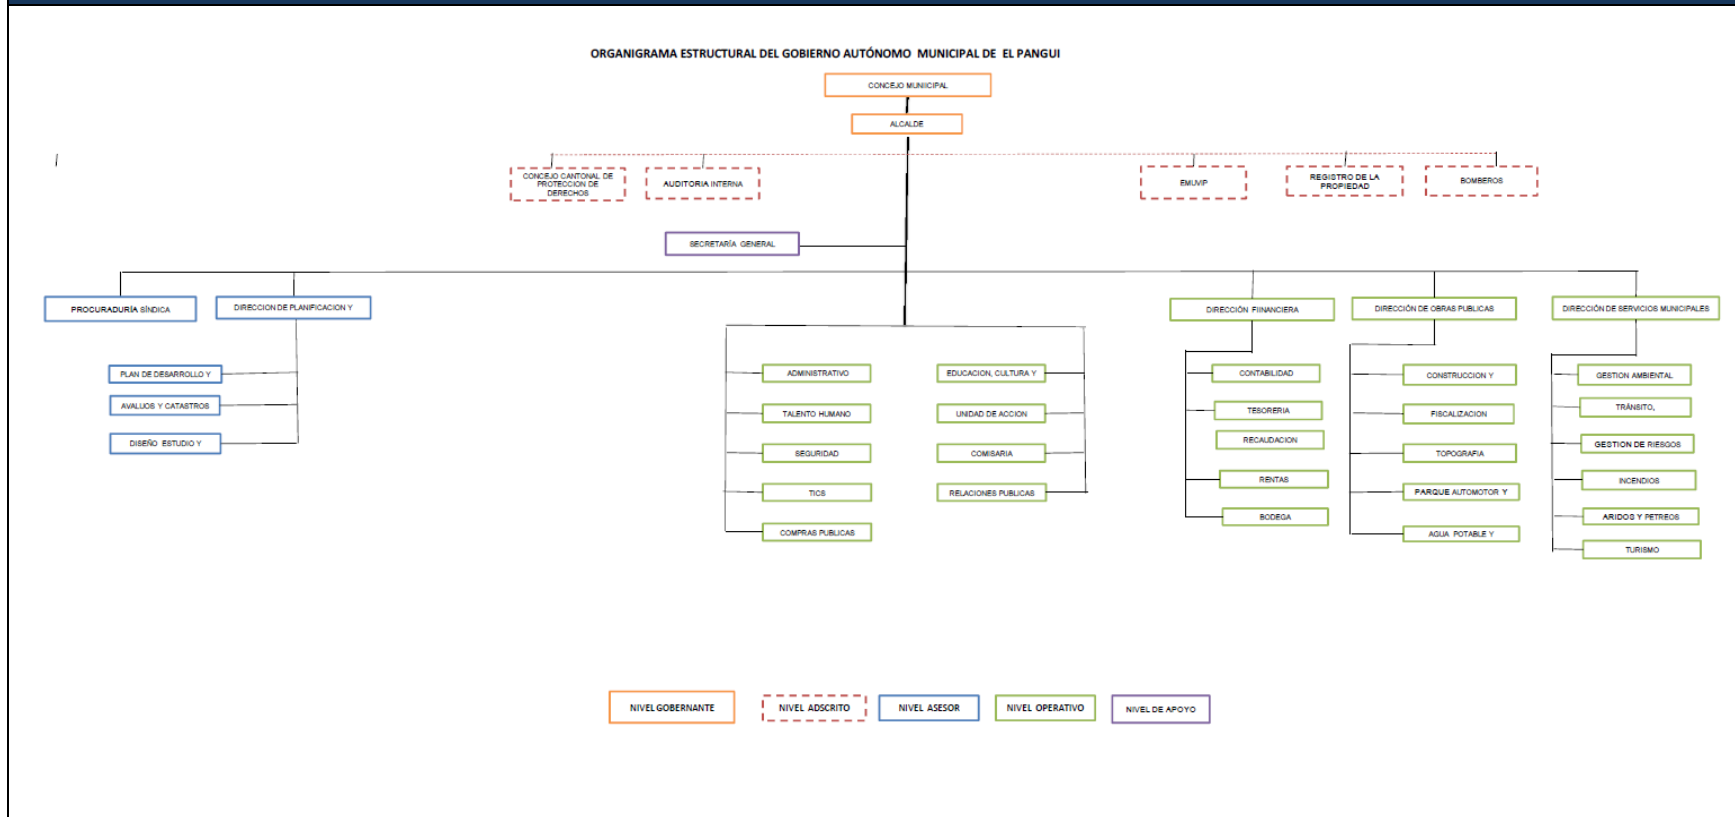 ORGANIGRAMA ESTRUCTURAL DEL GOBIERNO AUTÓNOMO MUNICIPAL DE EL PANGUI
CONCEJO MUNIICIPAL
ALCALDE
CONCEJO CANTONAL DE
PROTECCION DE
DERECHOS
AUDITORIA INTERNA
EMUVIP
REGISTRO DE LA
PROPIEDAD
BOMBEROS
SECRETARÍA GENERAL
PROCURADURÍA SÍNDICA
DIRECCION DE PLANIFICACION Y
DIRECCIÓN FIINANCIERA
DIRECCIÓN DE OBRAS PUBLICAS
DIRECCIÓN DE SERVICIOS MUNICIPALES
PLAN DE DESARROLLO Y
AVALUOS Y CATASTROS
DISEÑO ESTUDIO Y
ADMINISTRATIVO
TALENTO HUMANO
SEGURIDAD
TICS
COMPRAS PUBLICAS
EDUCACION, CULTURA Y
UNIDAD DE ACCION
COMISARIA
RELACIONES PUBLICAS
CONTABILIDAD
TESORERIA
RECAUDACION
RENTAS
BODEGA
CONSTRUCCION Y
FISCALIZACION
TOPOGRAFIA
PARQUE AUTOMOTOR Y
AGUA POTABLE Y
GESTION AMBIENTAL
TRÁNSITO,
GESTION DE RIESGOS
INCENDIOS
ARIDOS Y PETREOS
TURISMO
NIVEL GOBERNANTE
NIVEL ADSCRITO
NIVEL ASESOR
NIVEL OPERATIVO
NIVEL DE APOYO